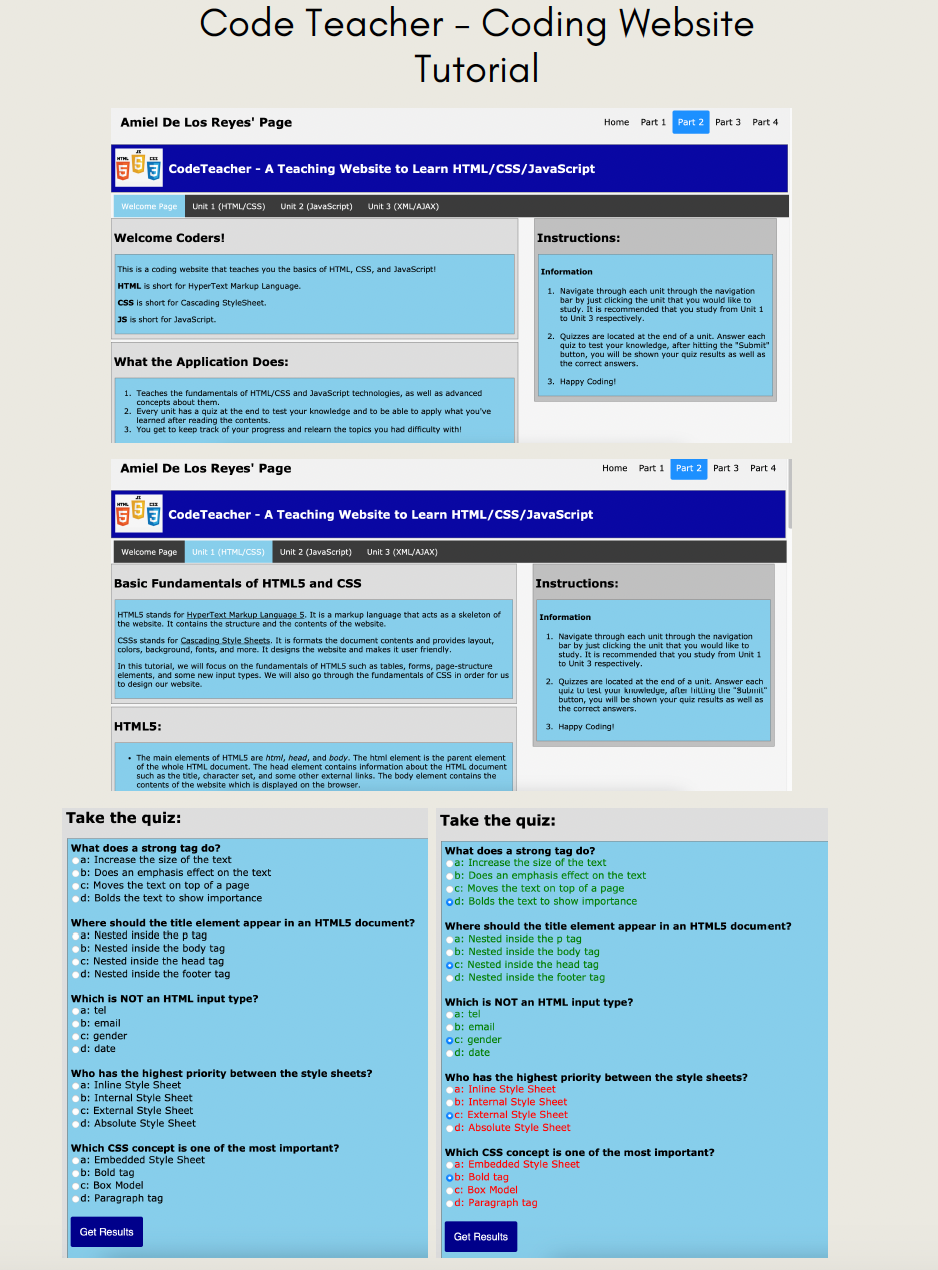 Code Teacher – Coding Website
Tutorial
Amiel De Los Reyes' Page
Home Part 1 Part 2 Part 3 Part 4
HTML JS CSS
5 5 3
CodeTeacher - A Teaching Website to Learn HTML/CSS/JavaScript
Welcome Page Unit 1 (HTML/CSS) Unit 2 (JavaScript) Unit 3 (XML/AJAX)
Welcome Coders!
This is a coding website that teaches you the basics of HTML, CSS, and JavaScript!
HTML is short for HyperText Markup Language.
CSS is short for Cascading StyleSheet.
JS is short for JavaScript.
What the Application Does:
1. Teaches the fundamentals of HTML/CSS and JavaScript technologies, as well as advanced
concepts about them.
2. Every unit has a quiz at the end to test your knowledge and to be able to apply what you've
learned after reading the contents.
3. You get to keep track of your progress and relearn the topics you had difficulty with!
Instructions:
Information
1. Navigate through each unit through the navigation
bar by just clicking the unit that you would like to
study. It is recommended that you study from Unit 1
to Unit 3 respectively.
2. Quizzes are located at the end of a unit. Answer each
quiz to test your knowledge, after hitting the "Submit"
button, you will be shown your quiz results as well as
the correct answers.
3. Happy Coding!
Amiel De Los Reyes' Page
Home Part 1 Part 2 Part 3 Part 4
HTML JS CSS
5 5 3
CodeTeacher - A Teaching Website to Learn HTML/CSS/JavaScript
Welcome Page Unit 1 (HTML/CSS) Unit 2 (JavaScript) Unit 3 (XML/AJAX)
Basic Fundamentals of HTML5 and CSS
HTML5 stands for HyperText Markup Language 5. It is a markup language that acts as a skeleton of
the website. It contains the structure and the contents of the website.
CSSs stands for Cascading Style Sheets. It is formats the document contents and provides layout,
colors, background, fonts, and more. It designs the website and makes it user friendly.
In this tutorial, we will focus on the fundamentals of HTML5 such as tables, forms, page-structure
elements, and some new input types. We will also go through the fundamentals of CSS in order for us
to design our website.
HTML5:
• The main elements of HTML5 are html, head, and body. The html element is the parent element
of the whole HTML document. The head element contains information about the HTML document
such as the title, character set, and some other external links. The body element contains the
contents of the website which is displayed on the browser.
Instructions:
Information
1. Navigate through each unit through the navigation
bar by just clicking the unit that you would like to
study. It is recommended that you study from Unit 1
to Unit 3 respectively.
2. Quizzes are located at the end of a unit. Answer each
quiz to test your knowledge, after hitting the "Submit"
button, you will be shown your quiz results as well as
the correct answers.
3. Happy Coding!
Take the quiz:
What does a strong tag do?
a: Increase the size of the text
b: Does an emphasis effect on the text
c: Moves the text on top of a page
d: Bolds the text to show importance
Where should the title element appear in an HTML5 document?
a: Nested inside the p tag
b: Nested inside the body tag
c: Nested inside the head tag
d: Nested inside the footer tag
Which is NOT an HTML input type?
a: tel
b: email
c: gender
d: date
Who has the highest priority between the style sheets?
a: Inline Style Sheet
b: Internal Style Sheet
c: External Style Sheet
d: Absolute Style Sheet
Which CSS concept is one of the most important?
a: Embedded Style Sheet
b: Bold tag
c: Box Model
d: Paragraph tag
Get Results
Take the quiz:
What does a strong tag do?
a: Increase the size of the text
b: Does an emphasis effect on the text
c: Moves the text on top of a page
d: Bolds the text to show importance
Where should the title element appear in an HTML5 document?
a: Nested inside the p tag
b: Nested inside the body tag
c: Nested inside the head tag
d: Nested inside the footer tag
Which is NOT an HTML input type?
a: tel
b: email
c: gender
d: date
Who has the highest priority between the style sheets?
a: Inline Style Sheet
b: Internal Style Sheet
c: External Style Sheet
d: Absolute Style Sheet
Which CSS concept is one of the most important?
a: Embedded Style Sheet
b: Bold tag
c: Box Model
d: Paragraph tag
Get Results